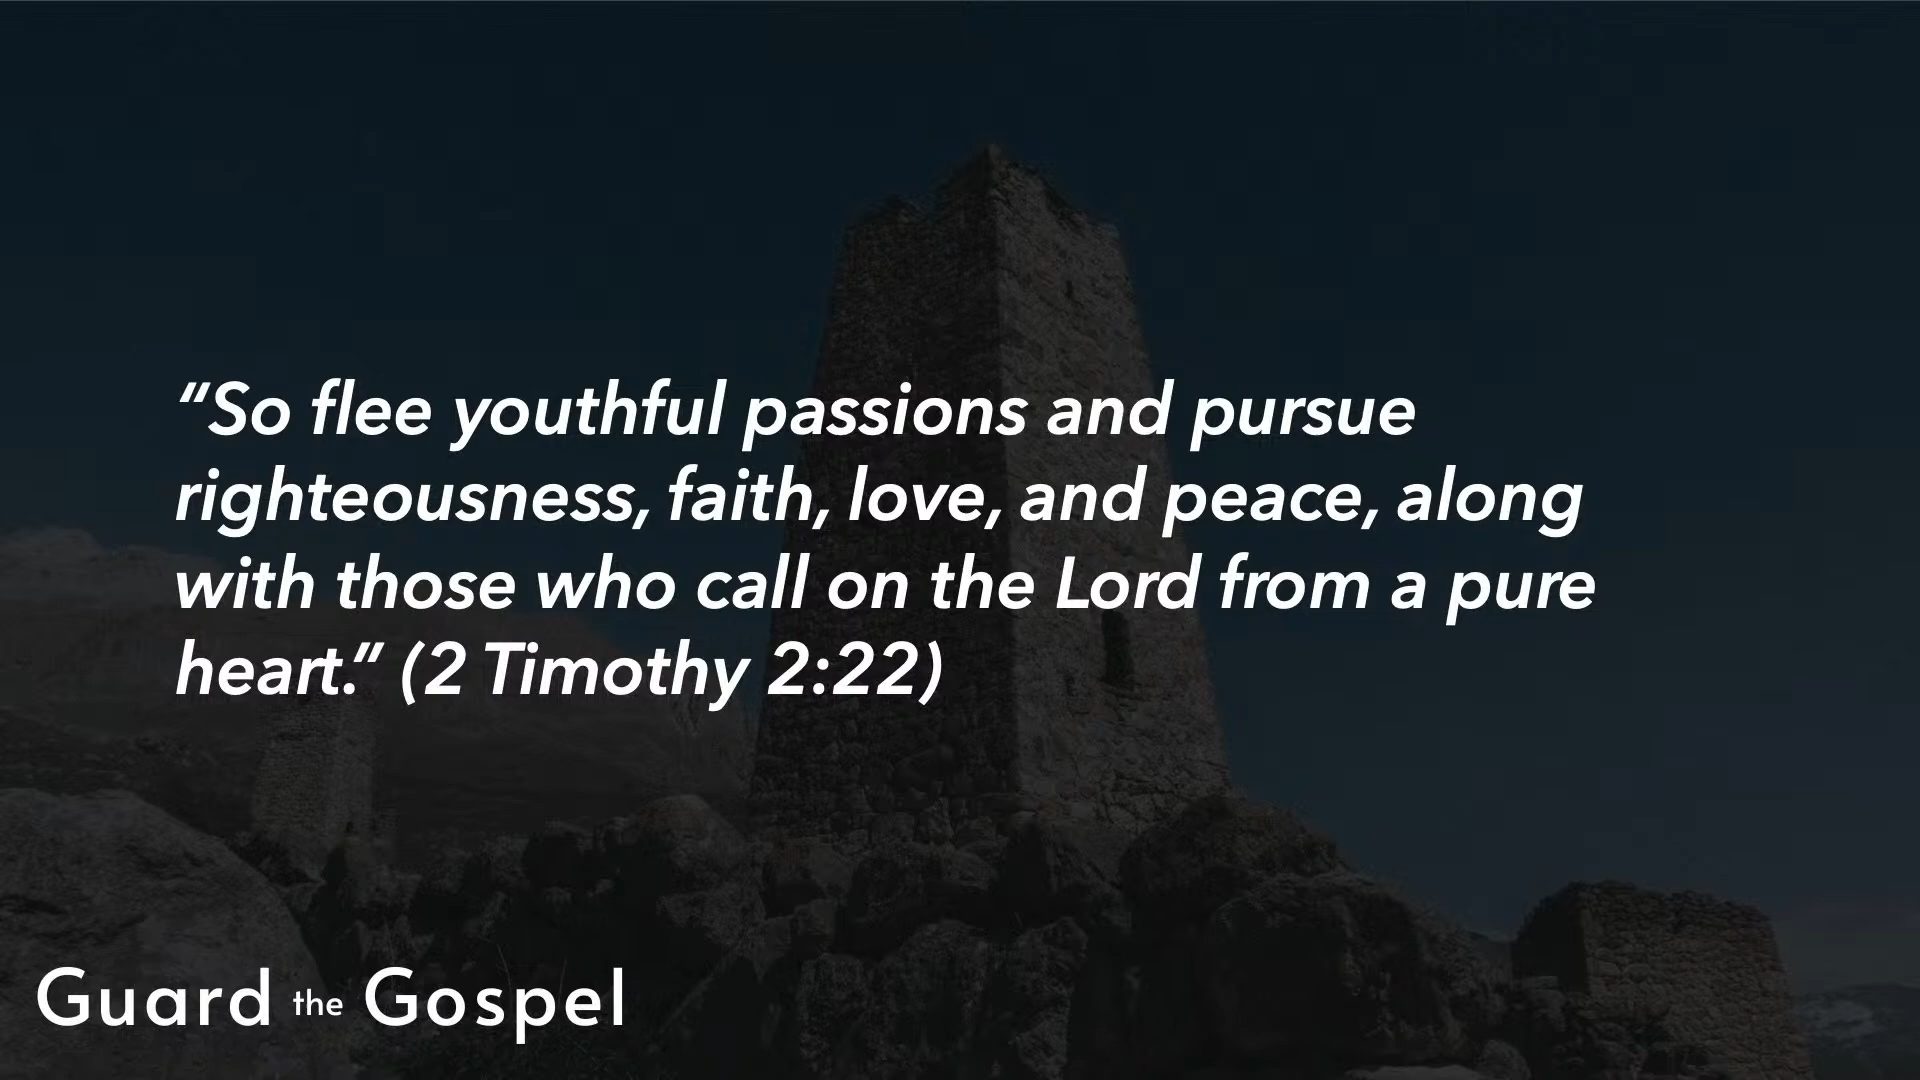 “So flee youthful passions and pursue
righteousness, faith, love, and peace, along
with those who call on the Lord from a pure
heart.” (2 Timothy 2:22)
Guard the Gospel